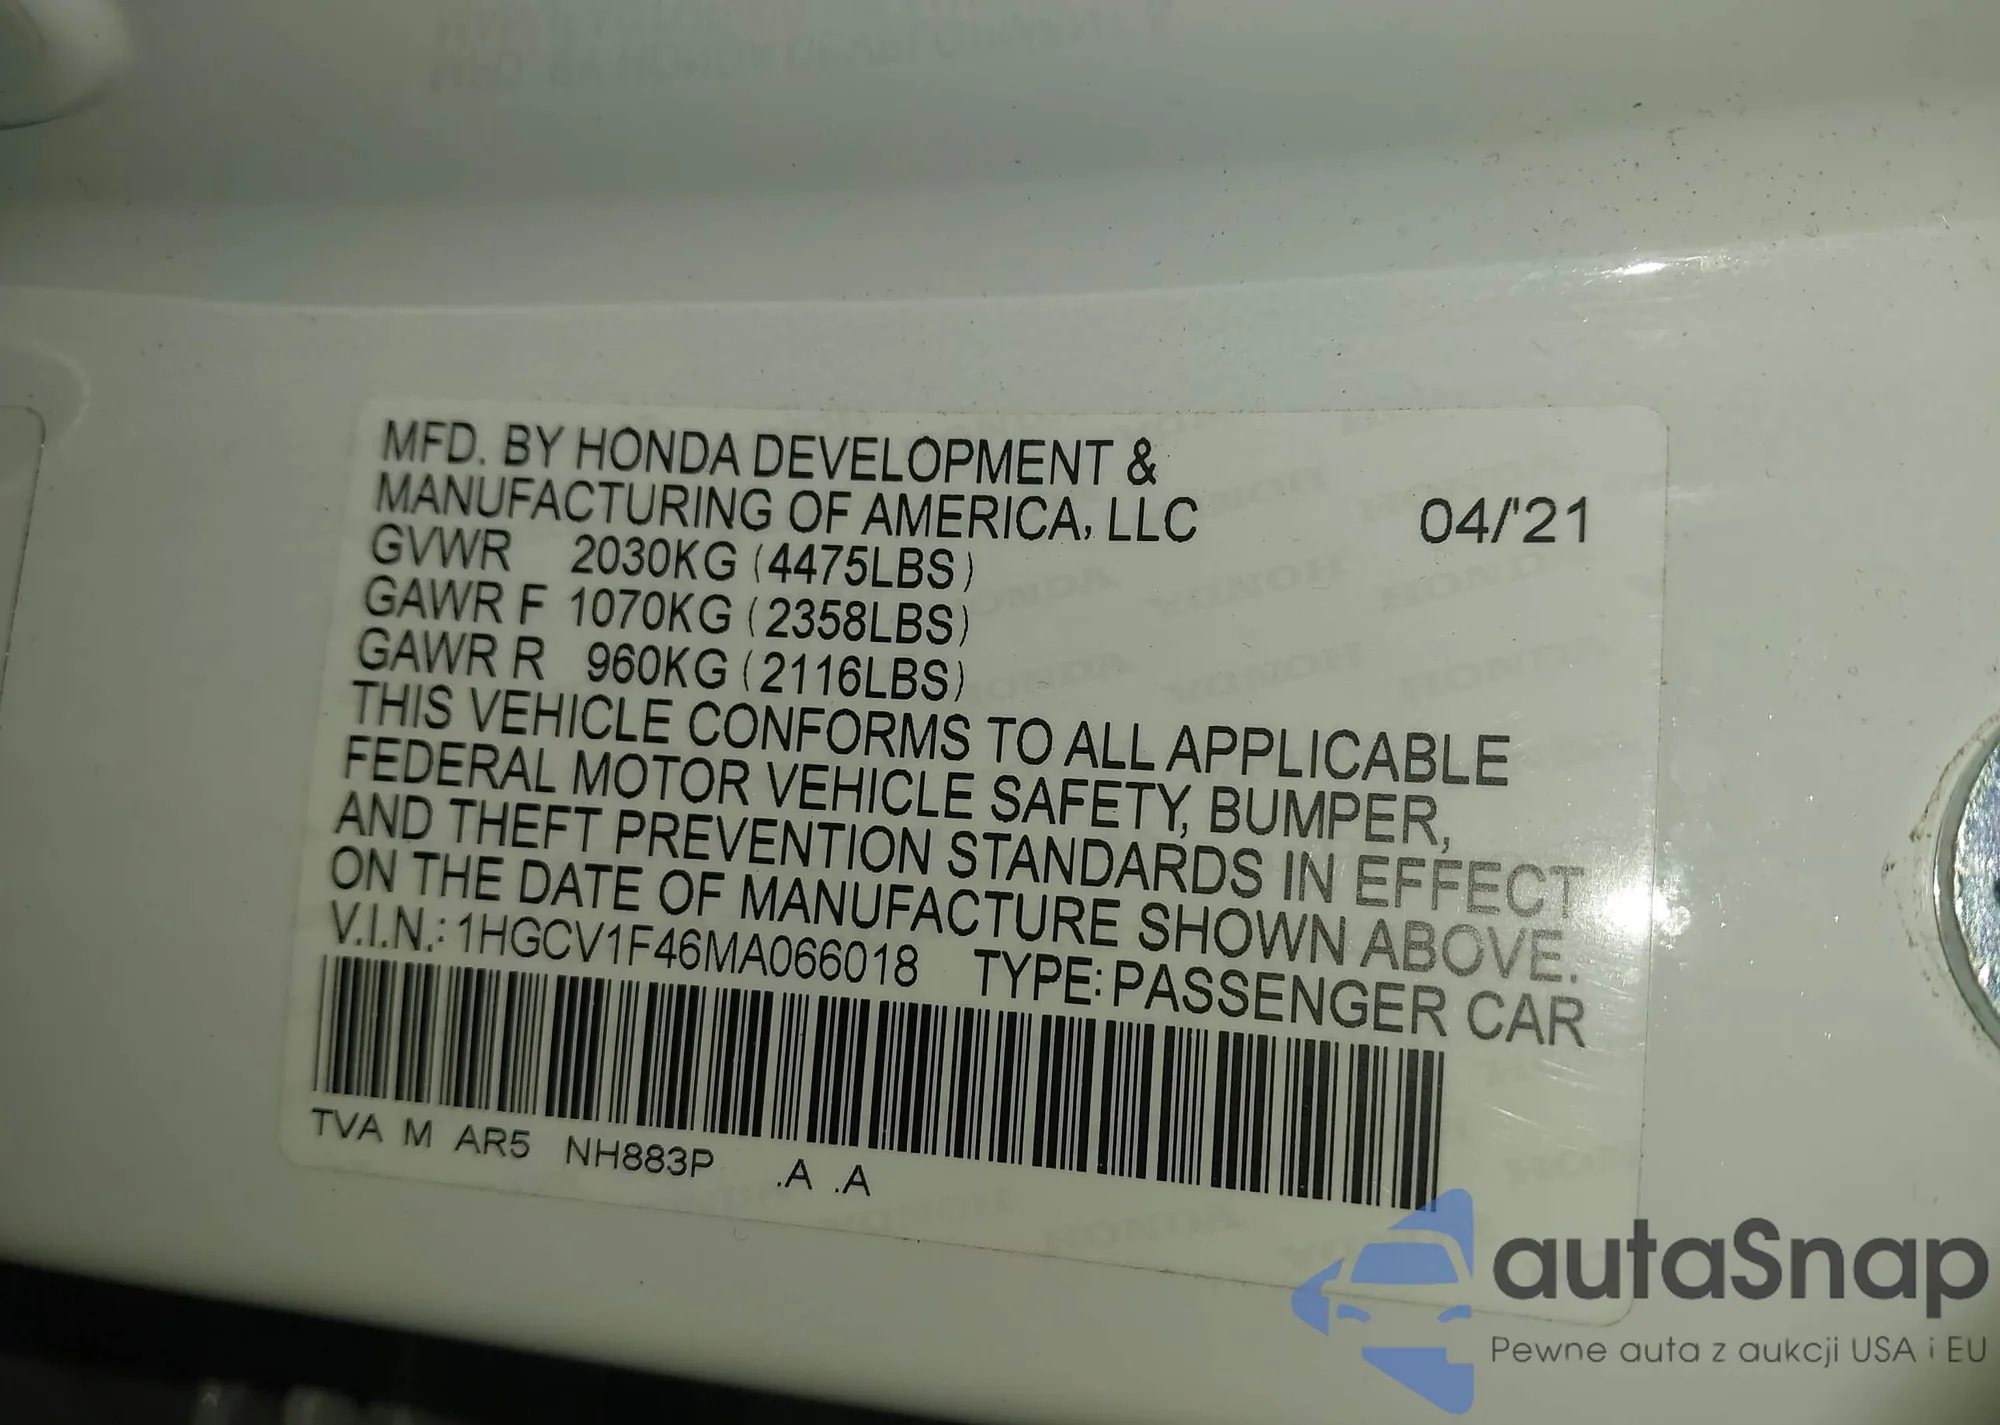 MFD. BY HONDA DEVELOPMENT &
MANUFACTURING OF AMERICA, LLC 04/'21
GVWR 2030KG (4475LBS)
GAWR F 1070KG (2358LBS)
GAWR R 960KG (2116LBS)
THIS VEHICLE CONFORMS TO ALL APPLICABLE
FEDERAL MOTOR VEHICLE SAFETY, BUMPER,
AND THEFT PREVENTION STANDARDS IN EFFECT
ON THE DATE OF MANUFACTURE SHOWN ABOVE.
V.I.N.: 1HGCV1F46MA066018 TYPE: PASSENGER CAR
TVA M AR5 NH883P .A .A
autaSnap
Pewne auta z aukcji USA i EU